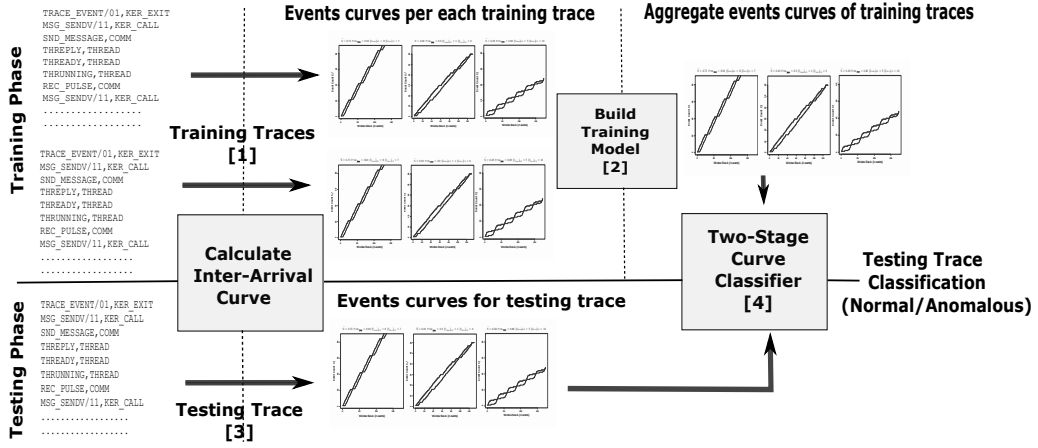 Training Phase
TRACE_EVENT/01,KER_EXIT
MSG_SENDV/11,KER_CALL
SND_MESSAGE,COMM
THREPLY,THREAD
THREADY,THREAD
THRUNNING,THREAD
REC_PULSE,COMM
MSG_SENDV/11,KER_CALL
..................
..................
Training Traces
[1]
TRACE_EVENT/01,KER_EXIT
MSG_SENDV/11,KER_CALL
SND_MESSAGE,COMM
THREPLY,THREAD
THREADY,THREAD
THRUNNING,THREAD
REC_PULSE,COMM
MSG_SENDV/11,KER_CALL
.................
.................
Events curves per each training trace
Build
Training
Model
[2]
Aggregate events curves of training traces
Calculate
Inter-Arrival
Curve
Two-Stage
Curve
Classifier
[4]
Testing Trace
Classification
(Normal/Anomalous)
Testing Phase
TRACE_EVENT/01,KER_EXIT
MSG_SENDV/11,KER_CALL
SND_MESSAGE,COMM
THREPLY,THREAD
THREADY,THREAD
THRUNNING,THREAD
REC_PULSE,COMM
MSG_SENDV/11,KER_CALL
.................
.................
Testing Trace
[3]
Events curves for testing trace